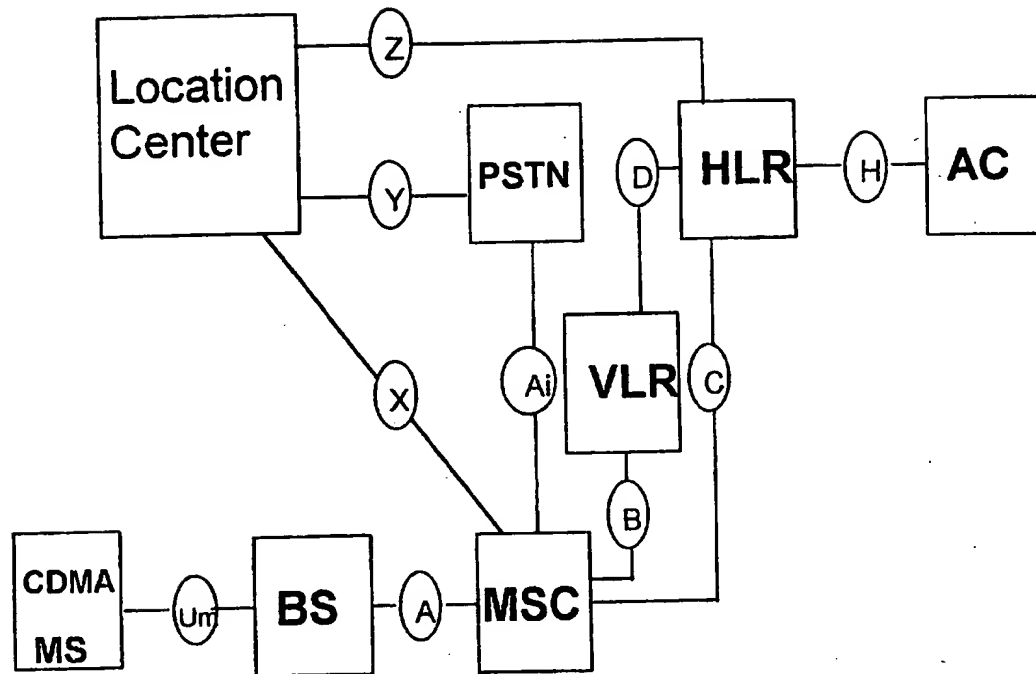 Z
Location
Center
PSTN
Y
D
HLR
H
AC
X
Ai
VLR
C
B
CDMA
MS
Um
BS
A
MSC